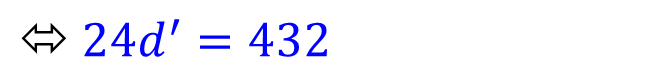 ⇔ 24d′ = 432